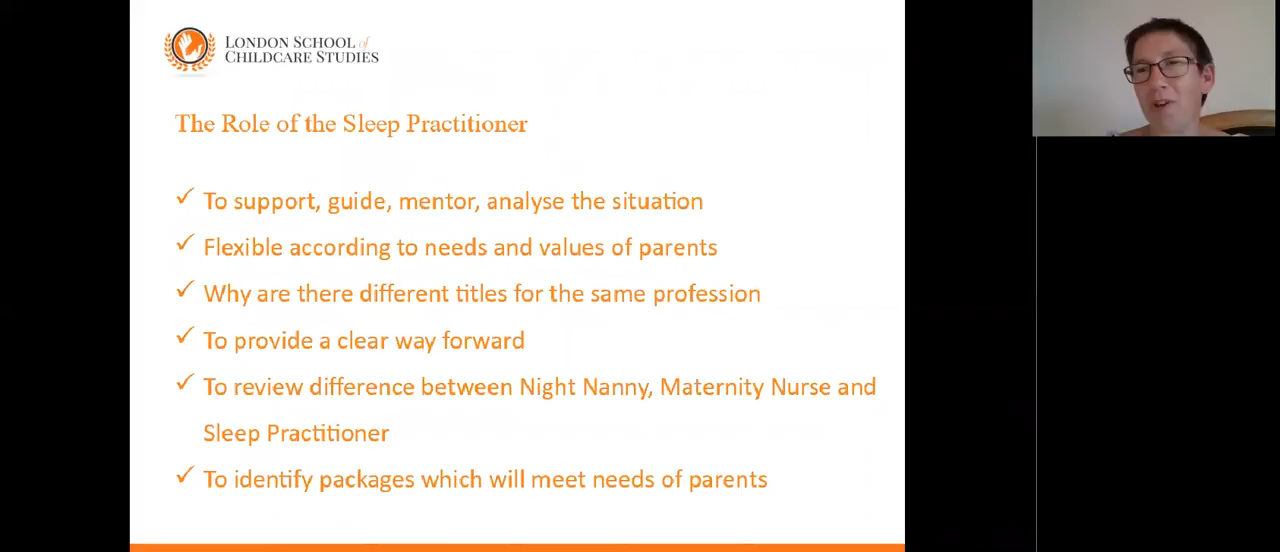 LONDON SCHOOL of
CHILDCARE STUDIES
The Role of the Sleep Practitioner
✓ To support, guide, mentor, analyse the situation
✓ Flexible according to needs and values of parents
✓ Why are there different titles for the same profession
✓ To provide a clear way forward
✓ To review difference between Night Nanny, Maternity Nurse and
Sleep Practitioner
✓ To identify packages which will meet needs of parents